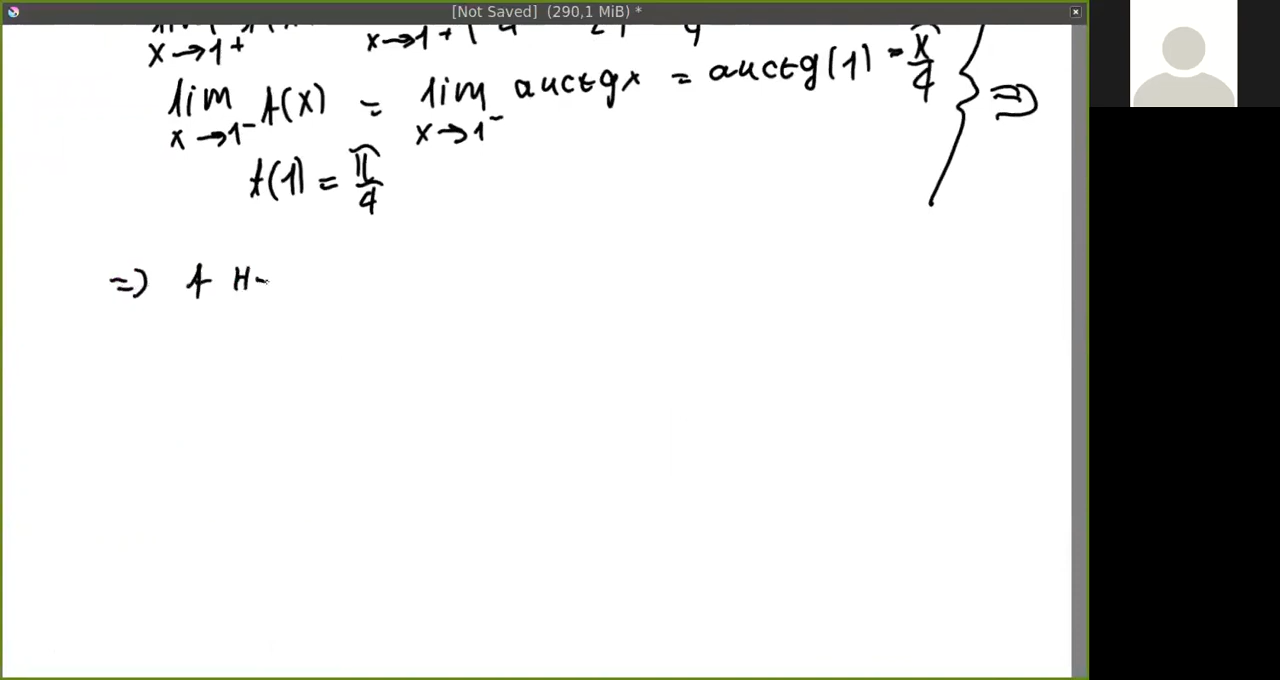 [Not Saved] (290,1 MiB) *
x→1+ x→1+
lim f(x) = lim arctg x = arctg(1) = π/4 } ⇒
x→1⁻ x→1⁻
f(1) = π/4
⇒ f н